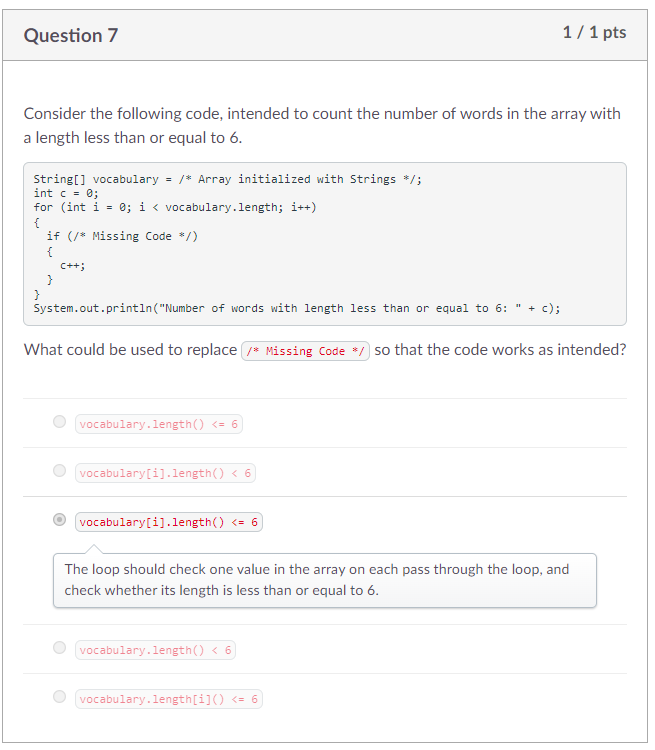 Question 7
1 / 1 pts
Consider the following code, intended to count the number of words in the array with
a length less than or equal to 6.
String[] vocabulary = /* Array initialized with Strings */;
int c = 0;
for (int i = 0; i < vocabulary.length; i++)
{
if (/* Missing Code */)
{
c++;
}
}
System.out.println("Number of words with length less than or equal to 6: " + c);
What could be used to replace /* Missing Code */ so that the code works as intended?
vocabulary.length() <= 6
vocabulary[i].length() < 6
vocabulary[i].length() <= 6
The loop should check one value in the array on each pass through the loop, and
check whether its length is less than or equal to 6.
vocabulary.length() < 6
vocabulary.length[i]() <= 6